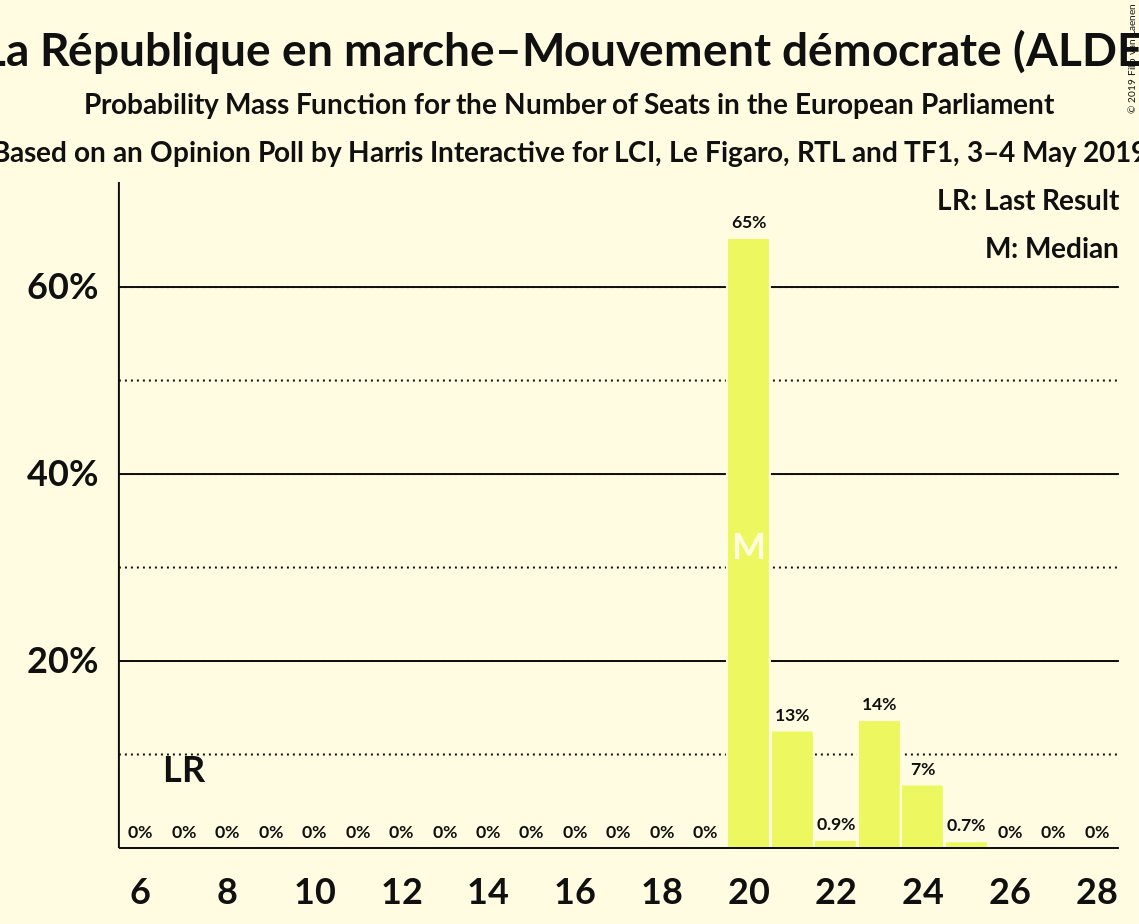 La République en marche–Mouvement démocrate (ALDE
Probability Mass Function for the Number of Seats in the European Parliament
Based on an Opinion Poll by Harris Interactive for LCI, Le Figaro, RTL and TF1, 3–4 May 2019
© 2019
LR: Last Result
M: Median
65%
60%
40%
M
20%
14%
13%
LR
7%
0% 0% 0% 0% 0% 0% 0% 0% 0% 0% 0% 0% 0% 0% 0.9% 0.7% 0% 0% 0%
6 8 10 12 14 16 18 20 22 24 26 28